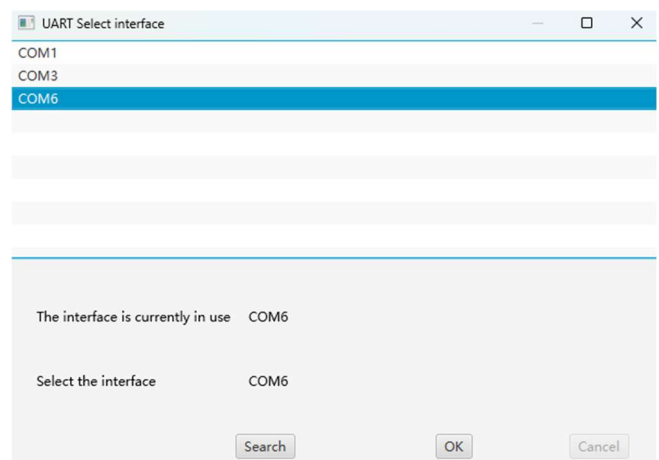 UART Select interface
COM1
COM3
COM6
The interface is currently in use COM6
Select the interface COM6
Search OK Cancel